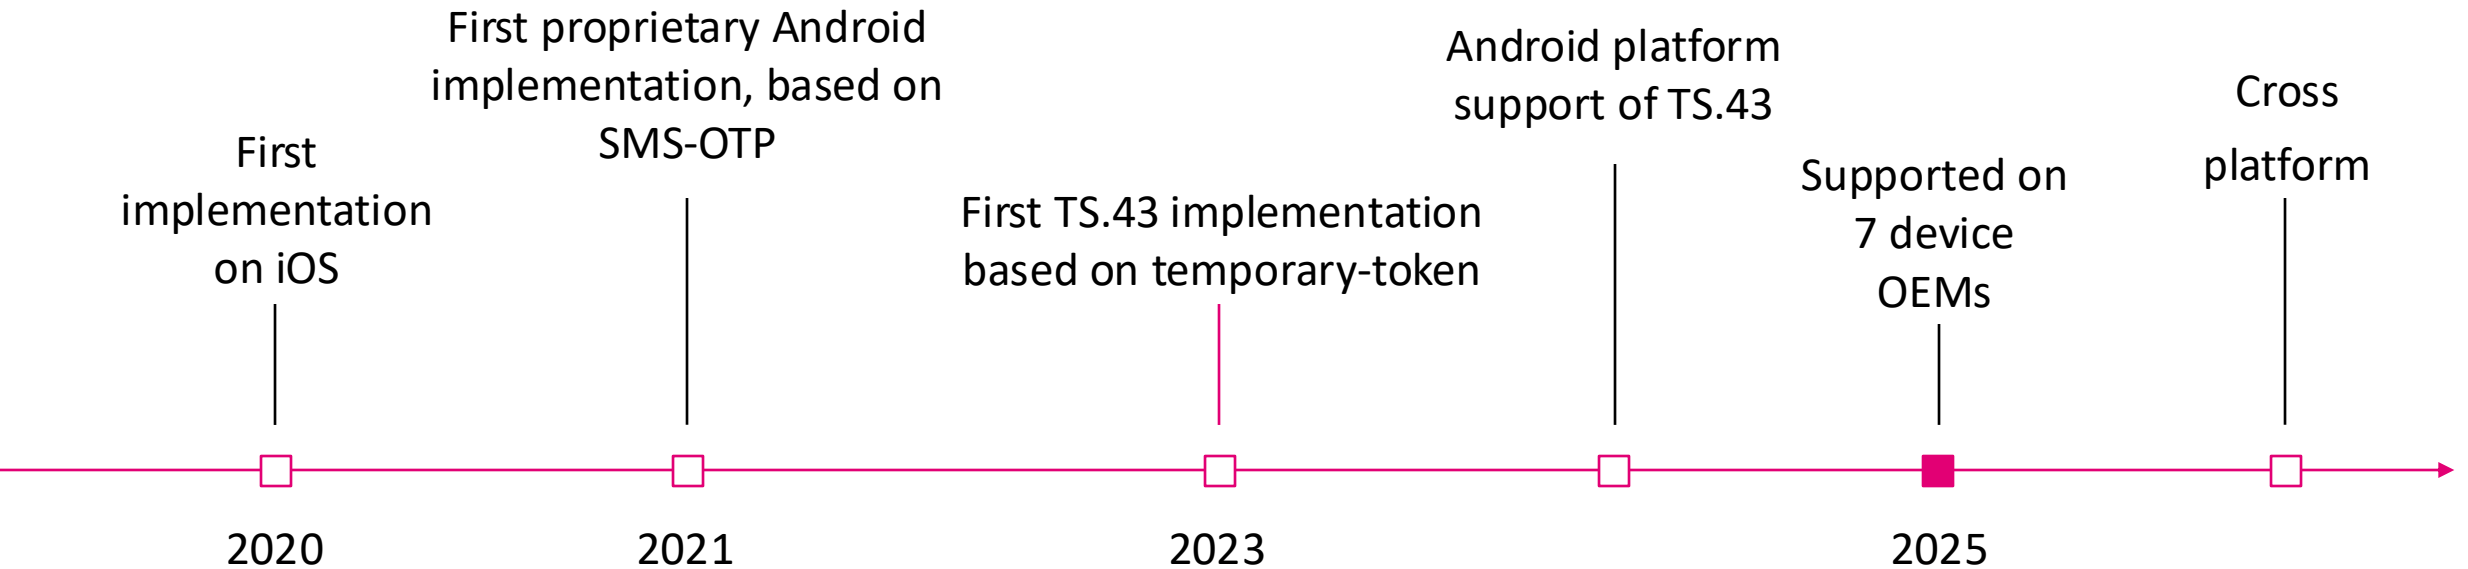 First
implementation
on iOS
First proprietary Android
implementation, based on
SMS-OTP
First TS.43 implementation
based on temporary-token
Android platform
support of TS.43
Supported on
7 device
OEMs
Cross
platform
2020
2021
2023
2025